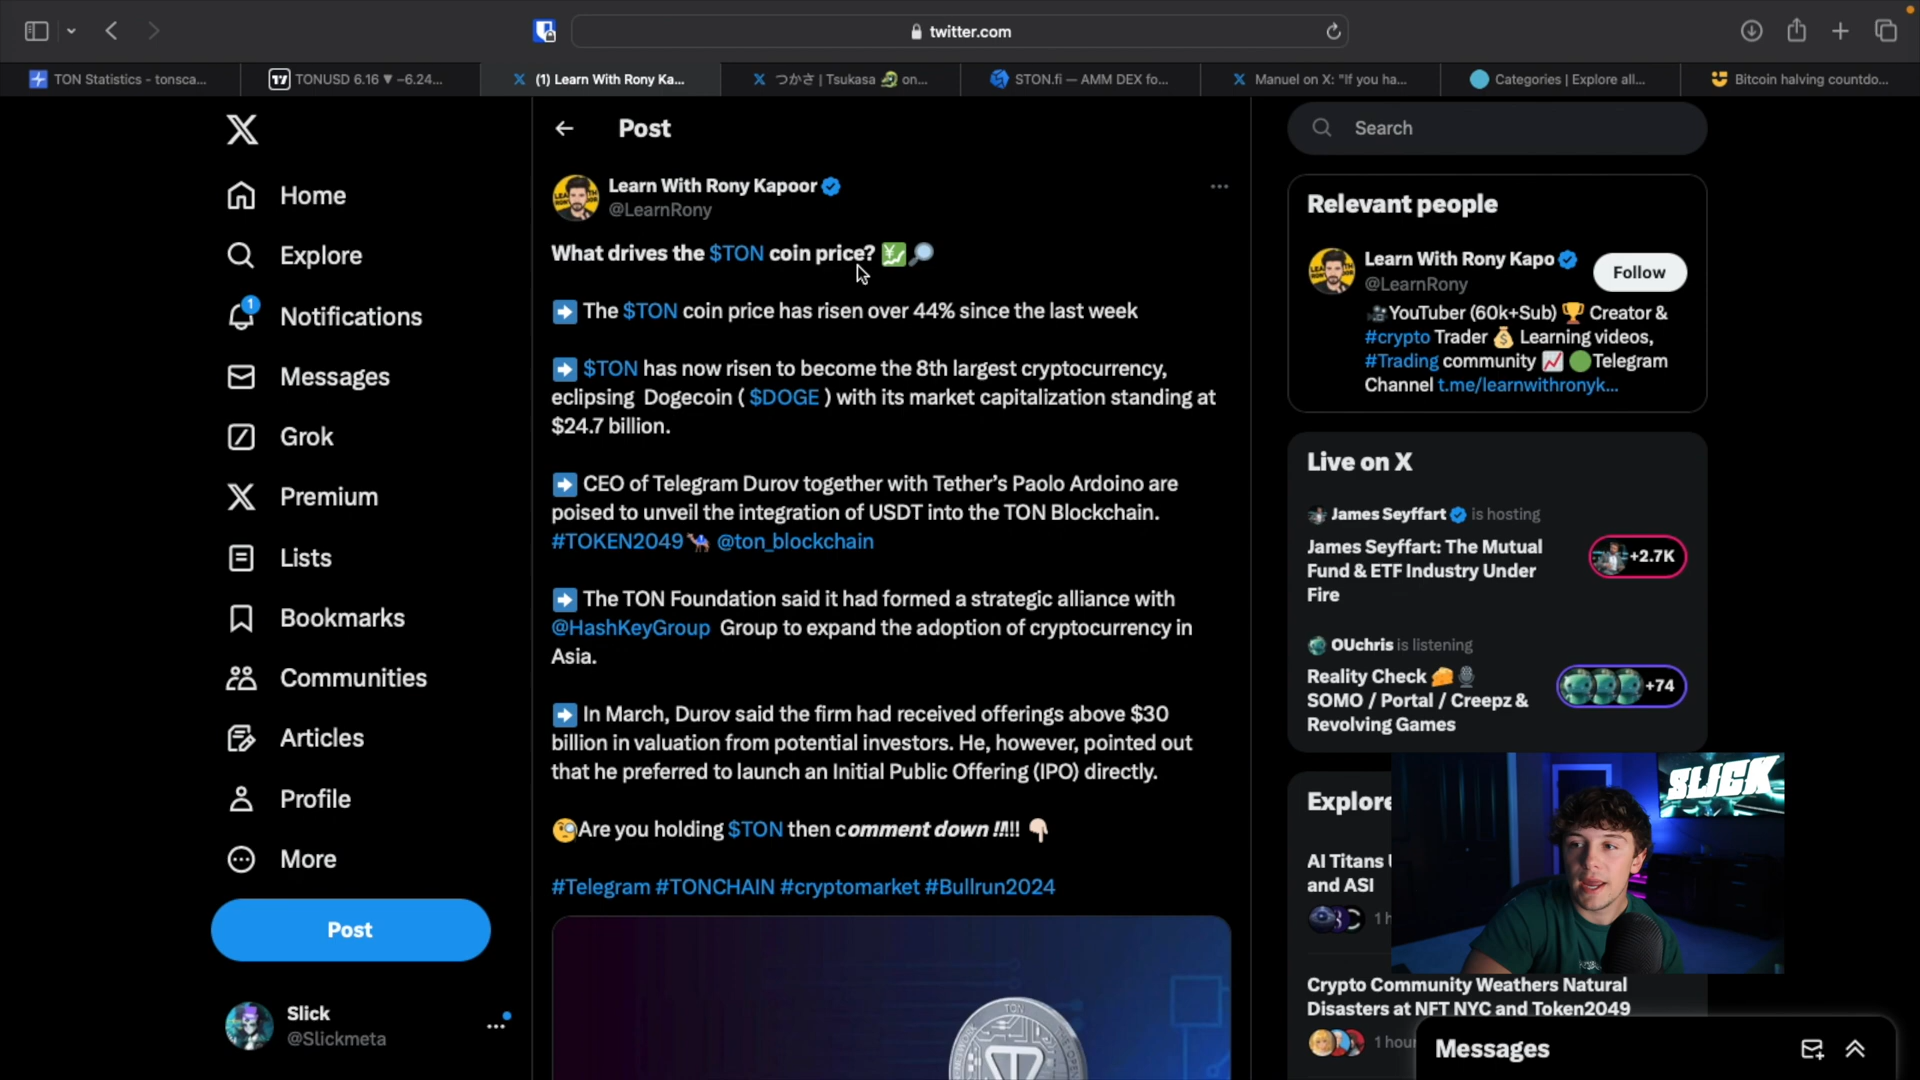 twitter.com
TON Statistics - tonsca...
TONUSD 6.16 ▼ −6.24...
(1) Learn With Rony Ka...
つかさ | Tsukasa 🐲 on...
STON.fi — AMM DEX fo...
Manuel on X: "If you ha...
Categories | Explore all...
Bitcoin halving countdo...
Home
Explore
1
Notifications
Messages
Grok
Premium
Lists
Bookmarks
Communities
Articles
Profile
More
Post
Slick
@Slickmeta
Post
Learn With Rony Kapoor
@LearnRony
What drives the $TON coin price? 💹🔎
➡️ The $TON coin price has risen over 44% since the last week
➡️ $TON has now risen to become the 8th largest cryptocurrency,
eclipsing Dogecoin ( $DOGE ) with its market capitalization standing at
$24.7 billion.
➡️ CEO of Telegram Durov together with Tether’s Paolo Ardoino are
poised to unveil the integration of USDT into the TON Blockchain.
#TOKEN2049🐪 @ton_blockchain
➡️ The TON Foundation said it had formed a strategic alliance with
@HashKeyGroup Group to expand the adoption of cryptocurrency in
Asia.
➡️ In March, Durov said the firm had received offerings above $30
billion in valuation from potential investors. He, however, pointed out
that he preferred to launch an Initial Public Offering (IPO) directly.
🧐Are you holding $TON then comment down !!!!! 👇🏻
#Telegram #TONCHAIN #cryptomarket #Bullrun2024
TON
Search
Relevant people
Learn With Rony Kapo
@LearnRony
Follow
🎥YouTuber (60k+Sub) 🏆 Creator &
#crypto Trader 💰 Learning videos,
#Trading community 📈 🟢Telegram
Channel t.me/learnwithronyk...
Live on X
James Seyffart is hosting
James Seyffart: The Mutual
Fund & ETF Industry Under
Fire
+2.7K
OUchris is listening
Reality Check 🧀🎙️
SOMO / Portal / Creepz &
Revolving Games
+74
SLICK
Explore
AI Titans
and ASI
Crypto Community Weathers Natural
Disasters at NFT NYC and Token2049
1 hour
Messages